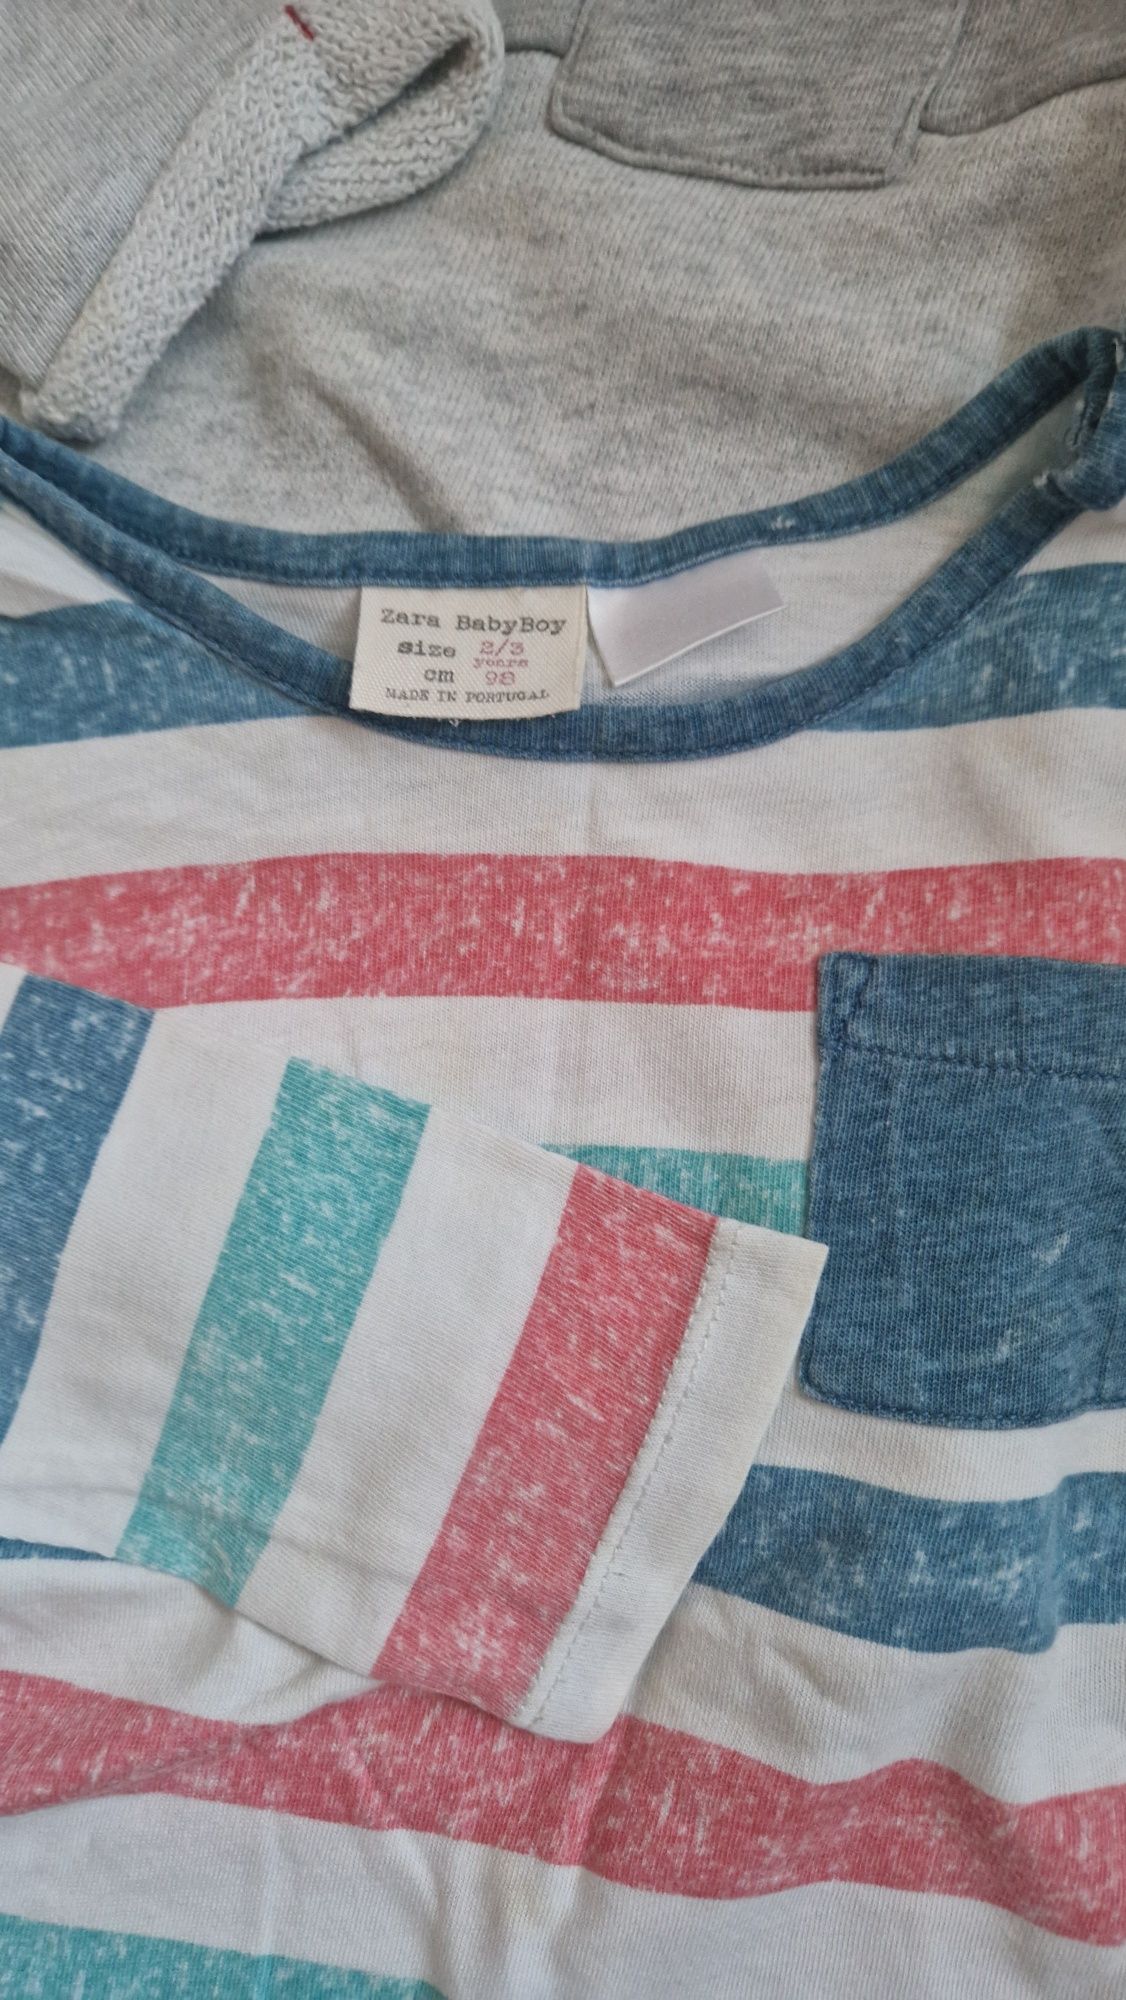 Zara BabyBoy
size 2/3
years
cm 98
MADE IN PORTUGAL